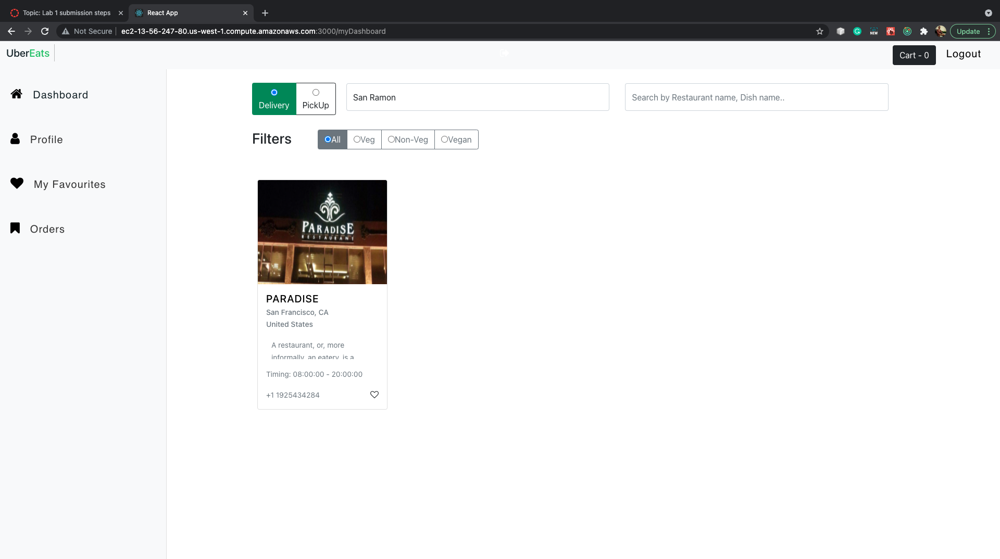 Topic: Lab 1 submission steps
React App
Not Secure
ec2-13-56-247-80.us-west-1.compute.amazonaws.com:3000/myDashboard
NEW
Update
UberEats
Cart - 0
Logout
Dashboard
Profile
My Favourites
Orders
Delivery
PickUp
San Ramon
Search by Restaurant name, Dish name..
Filters
All
Veg
Non-Veg
Vegan
PARADISE
RESTAURANT
PARADISE
San Francisco, CA
United States
A restaurant, or, more
informally, an eatery, is a
Timing: 08:00:00 - 20:00:00
+1 1925434284